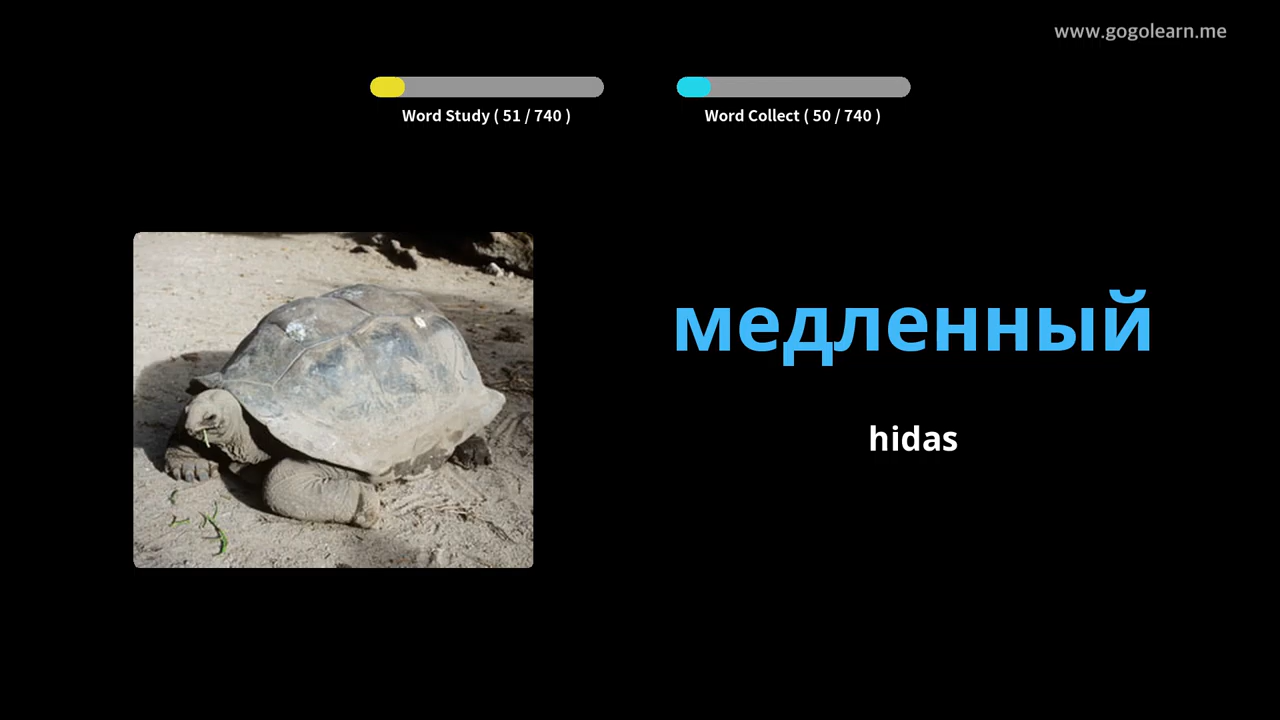 www.gogolearn.me
Word Study ( 51 / 740 )
Word Collect ( 50 / 740 )
медленный
hidas